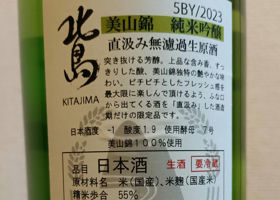 5BY/2023
北島
KITAJIMA
美山錦 純米吟醸
直汲み無濾過生原酒
突き抜ける芳醇。上品な含み香、すっ
きりした酸、美山錦独特の艶やかな味
わい。ピチピチとしたフレッシュ感を
最大限に楽しんで頂けるよう、ふな
口から出てくる酒を「直汲み」した酒造
期だけの限定品です。
日本酒度-1 酸度1.9 使用酵母 7号
美山錦100%使用
品目 日本酒 生酒 要冷蔵
原材料名 米(国産)、米麹(国産米)
精米歩合 55%